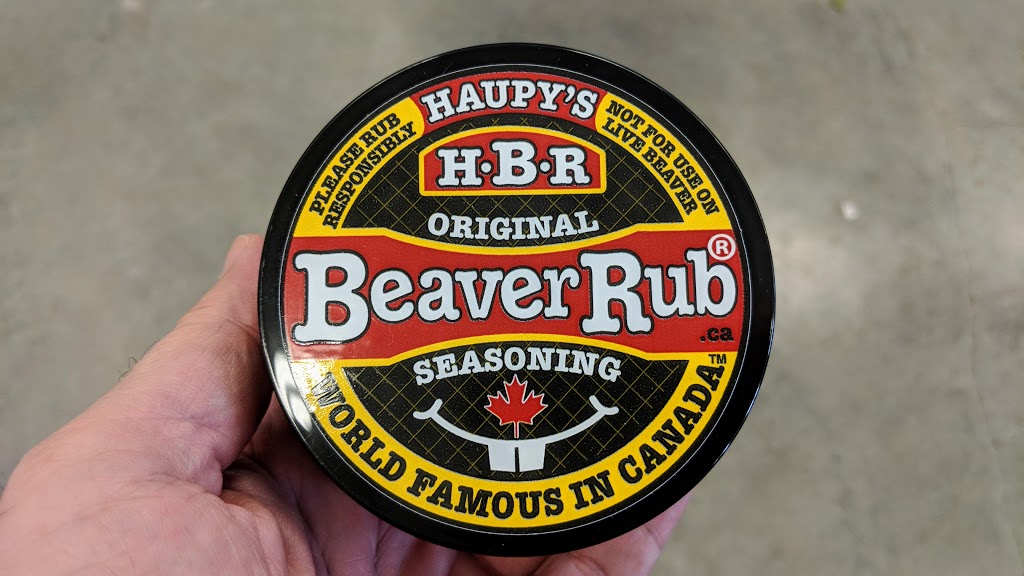 HAUPY'S
PLEASE RUB
RESPONSIBLY
NOT FOR USE ON
LIVE BEAVER
H·B·R
ORIGINAL
BeaverRub®
.ca
SEASONING
WORLD FAMOUS IN CANADA™